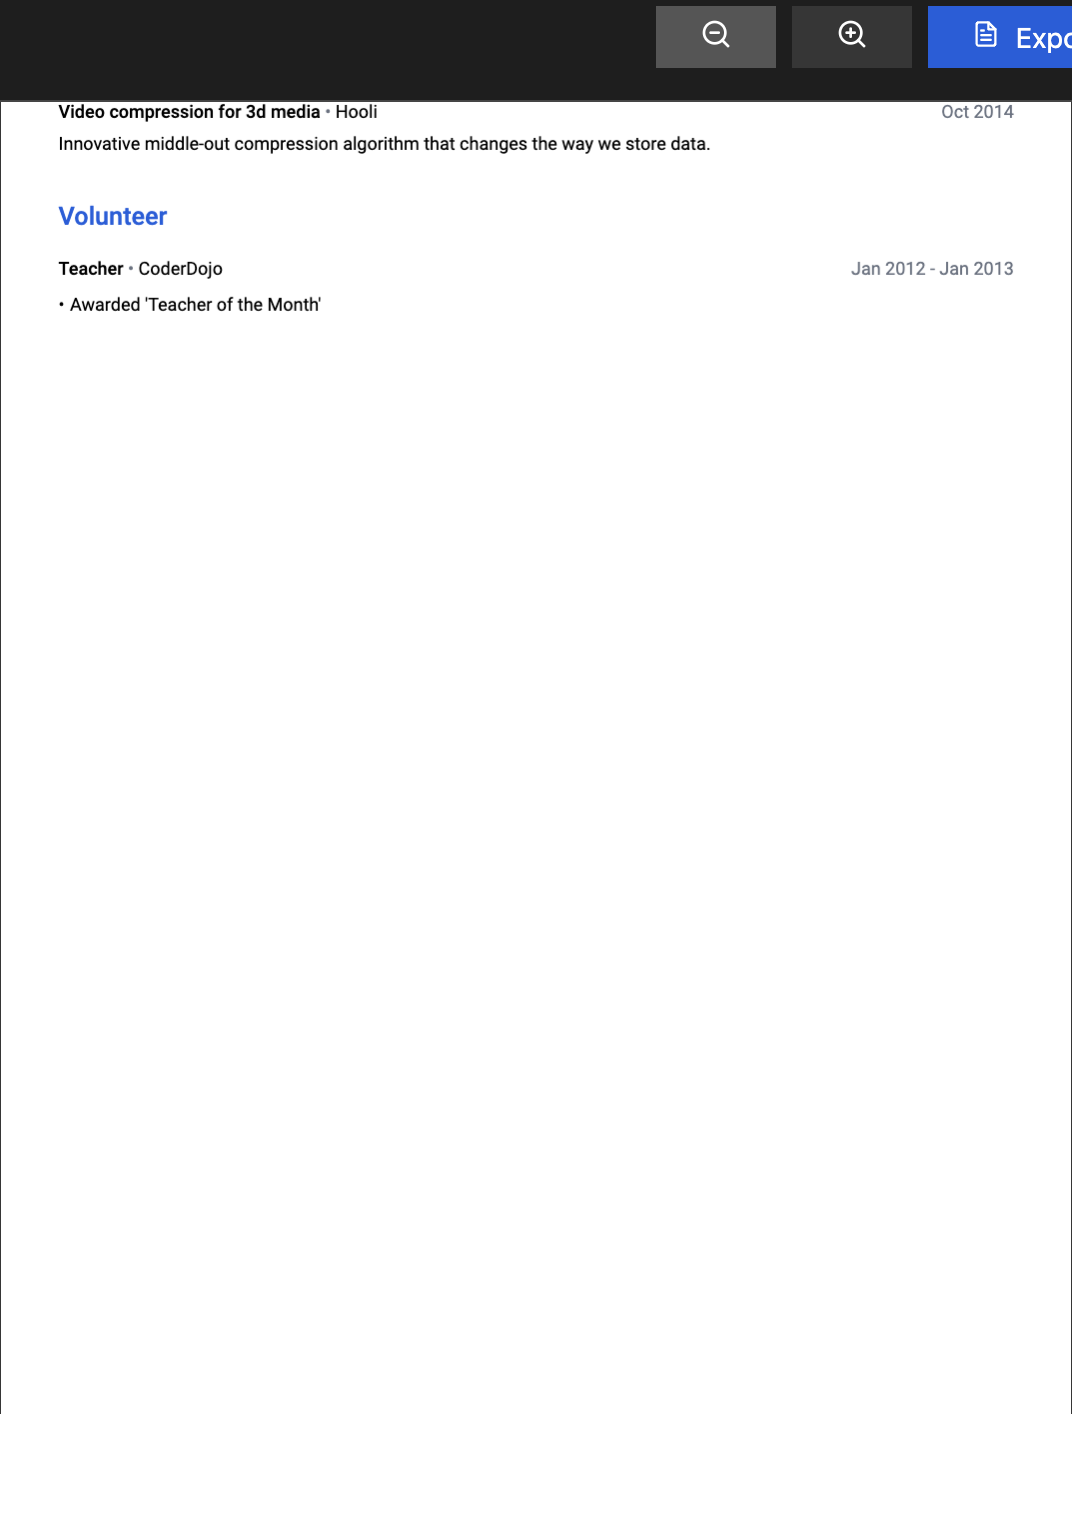 Expo
Video compression for 3d media • Hooli Oct 2014
Innovative middle-out compression algorithm that changes the way we store data.
Volunteer
Teacher • CoderDojo Jan 2012 - Jan 2013
• Awarded 'Teacher of the Month'